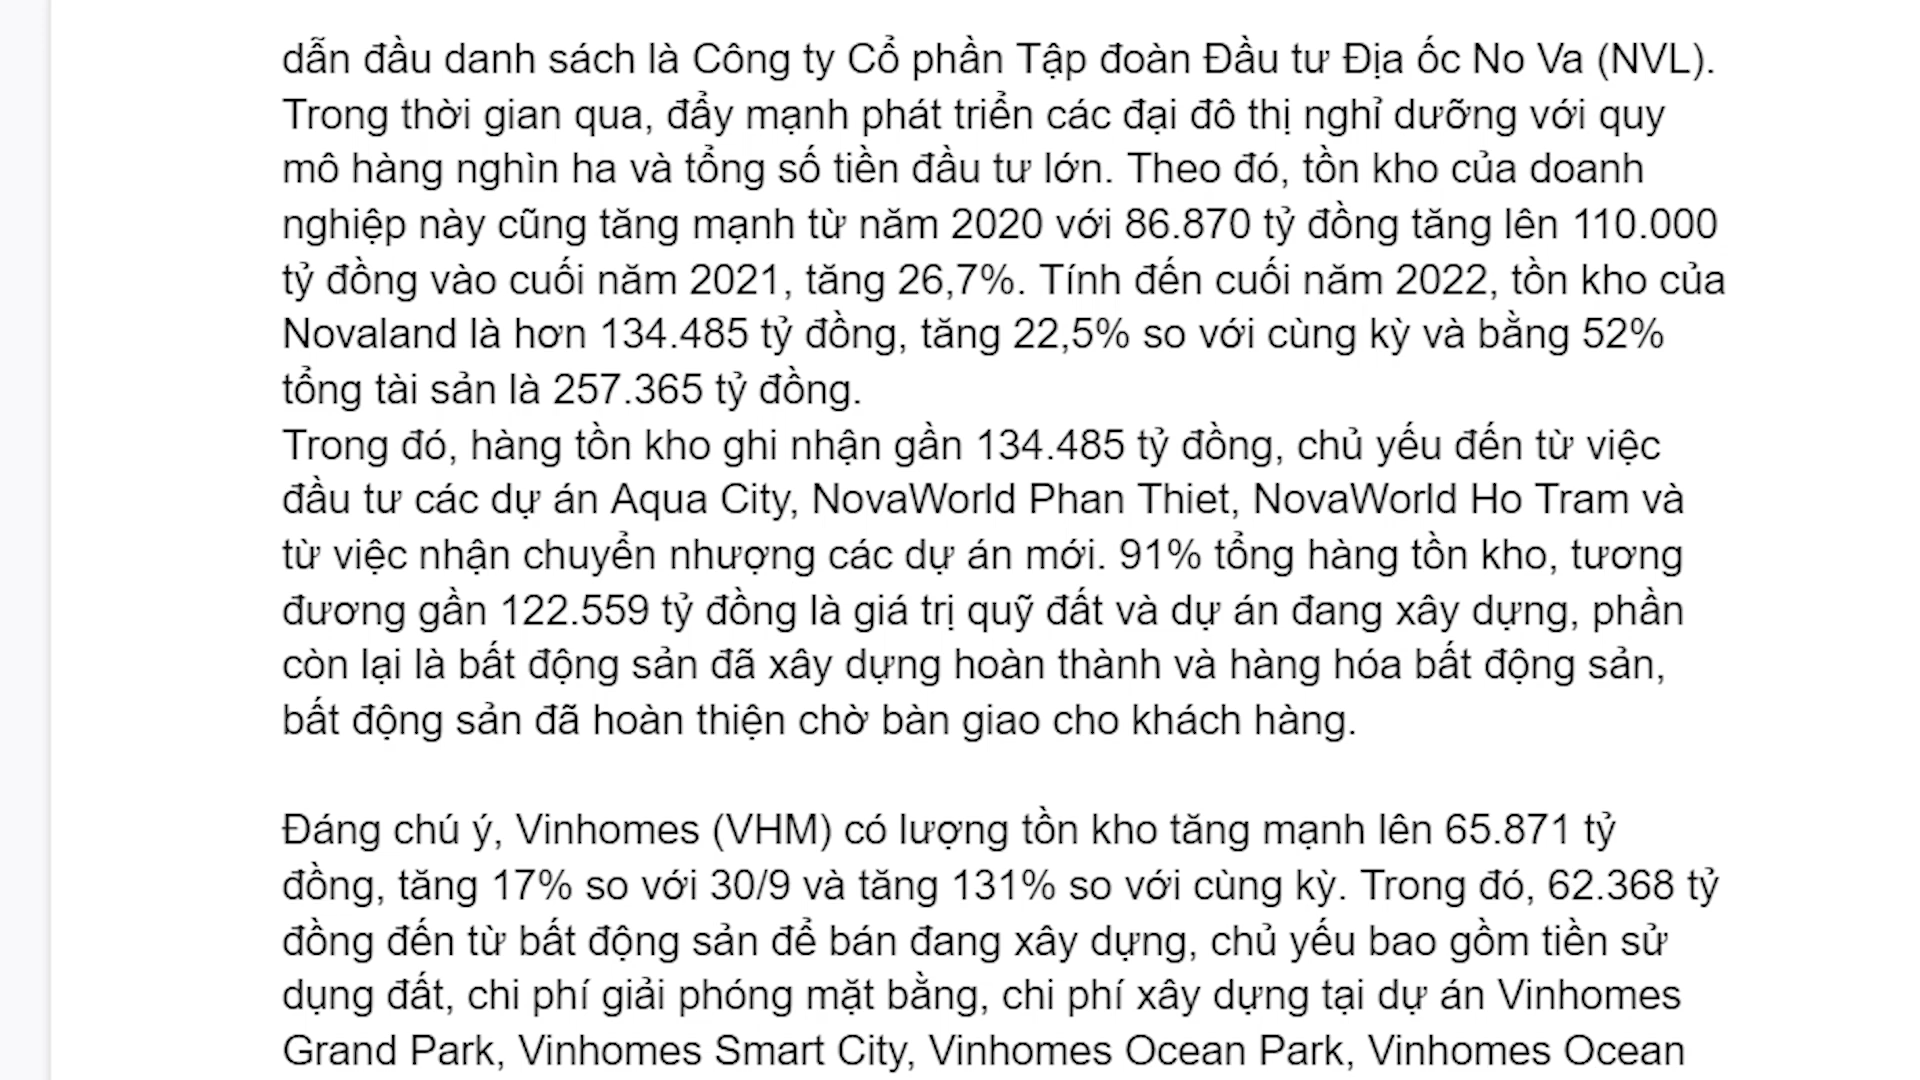 dẫn đầu danh sách là Công ty Cổ phần Tập đoàn Đầu tư Địa ốc No Va (NVL).
Trong thời gian qua, đẩy mạnh phát triển các đại đô thị nghỉ dưỡng với quy
mô hàng nghìn ha và tổng số tiền đầu tư lớn. Theo đó, tồn kho của doanh
nghiệp này cũng tăng mạnh từ năm 2020 với 86.870 tỷ đồng tăng lên 110.000
tỷ đồng vào cuối năm 2021, tăng 26,7%. Tính đến cuối năm 2022, tồn kho của
Novaland là hơn 134.485 tỷ đồng, tăng 22,5% so với cùng kỳ và bằng 52%
tổng tài sản là 257.365 tỷ đồng.
Trong đó, hàng tồn kho ghi nhận gần 134.485 tỷ đồng, chủ yếu đến từ việc
đầu tư các dự án Aqua City, NovaWorld Phan Thiet, NovaWorld Ho Tram và
từ việc nhận chuyển nhượng các dự án mới. 91% tổng hàng tồn kho, tương
đương gần 122.559 tỷ đồng là giá trị quỹ đất và dự án đang xây dựng, phần
còn lại là bất động sản đã xây dựng hoàn thành và hàng hóa bất động sản,
bất động sản đã hoàn thiện chờ bàn giao cho khách hàng.
Đáng chú ý, Vinhomes (VHM) có lượng tồn kho tăng mạnh lên 65.871 tỷ
đồng, tăng 17% so với 30/9 và tăng 131% so với cùng kỳ. Trong đó, 62.368 tỷ
đồng đến từ bất động sản để bán đang xây dựng, chủ yếu bao gồm tiền sử
dụng đất, chi phí giải phóng mặt bằng, chi phí xây dựng tại dự án Vinhomes
Grand Park, Vinhomes Smart City, Vinhomes Ocean Park, Vinhomes Ocean